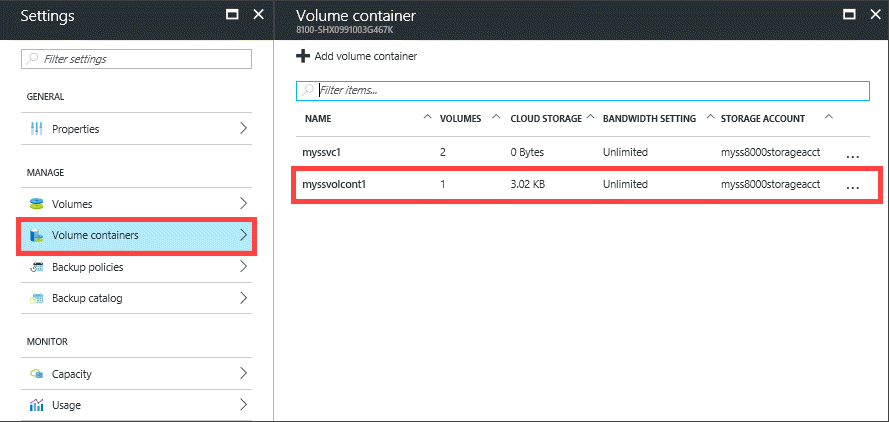 Settings
Filter settings
GENERAL
Properties
MANAGE
Volumes
Volume containers
Backup policies
Backup catalog
MONITOR
Capacity
Usage
Volume container
8100-SHX0991003G467K
Add volume container
Filter items...
NAME VOLUMES CLOUD STORAGE BANDWIDTH SETTING STORAGE ACCOUNT
myssvc1 2 0 Bytes Unlimited myss8000storageacct ...
myssvolcont1 1 3.02 KB Unlimited myss8000storageacct ...